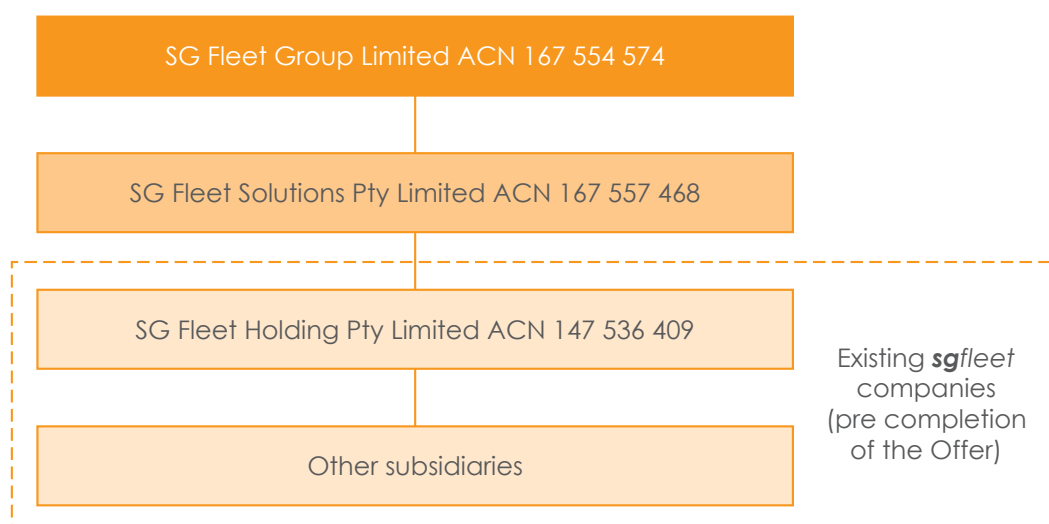 SG Fleet Group Limited ACN 167 554 574
SG Fleet Solutions Pty Limited ACN 167 557 468
SG Fleet Holding Pty Limited ACN 147 536 409
Other subsidiaries
Existing sgfleet
companies
(pre completion
of the Offer)